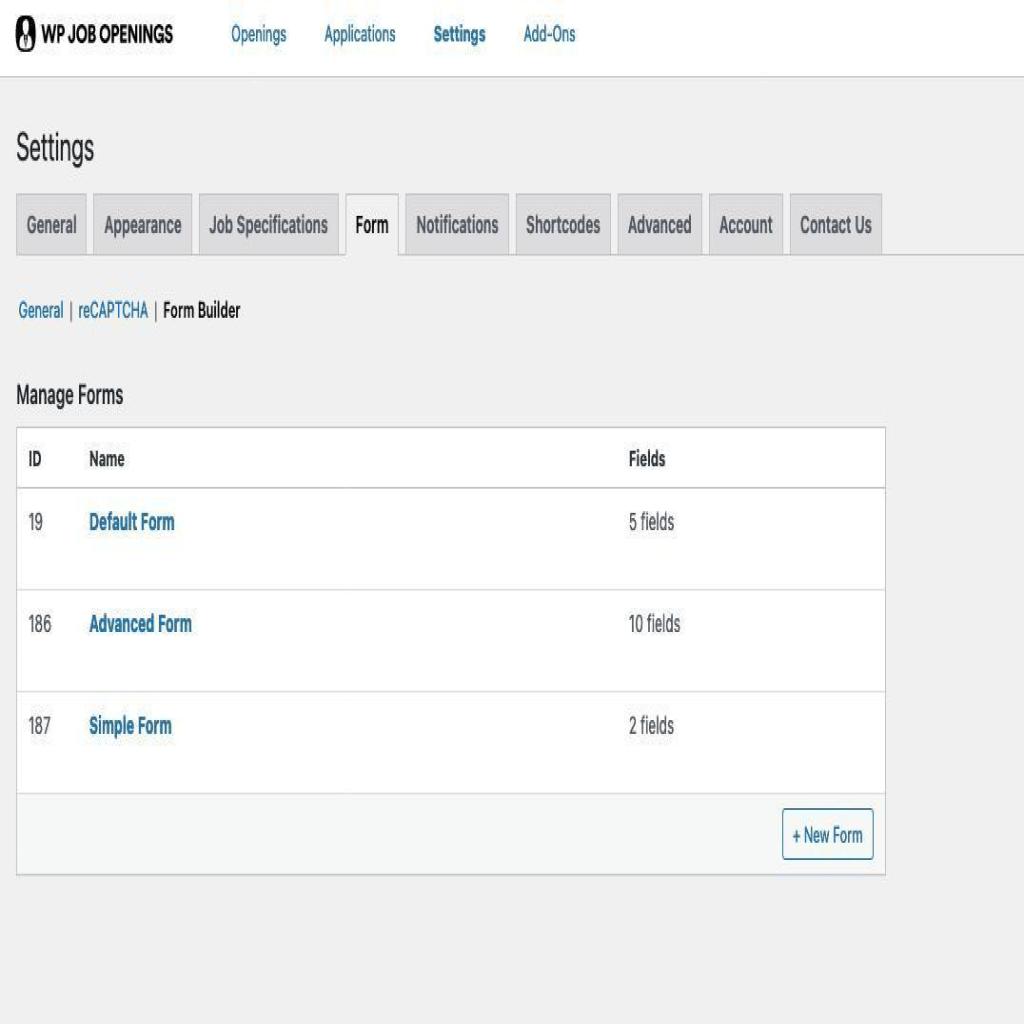 WP JOB OPENINGS Openings Applications Settings Add-Ons
Settings
General Appearance Job Specifications Form Notifications Shortcodes Advanced Account Contact Us
General | reCAPTCHA | Form Builder
Manage Forms
ID Name Fields
19 Default Form 5 fields
186 Advanced Form 10 fields
187 Simple Form 2 fields
+ New Form